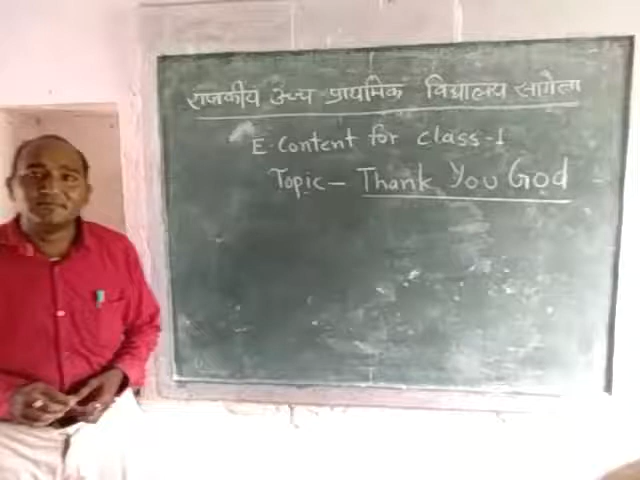 राजकीय उच्च प्राथमिक विद्यालय सागेला
E-Content for class-1
Topic- Thank You God